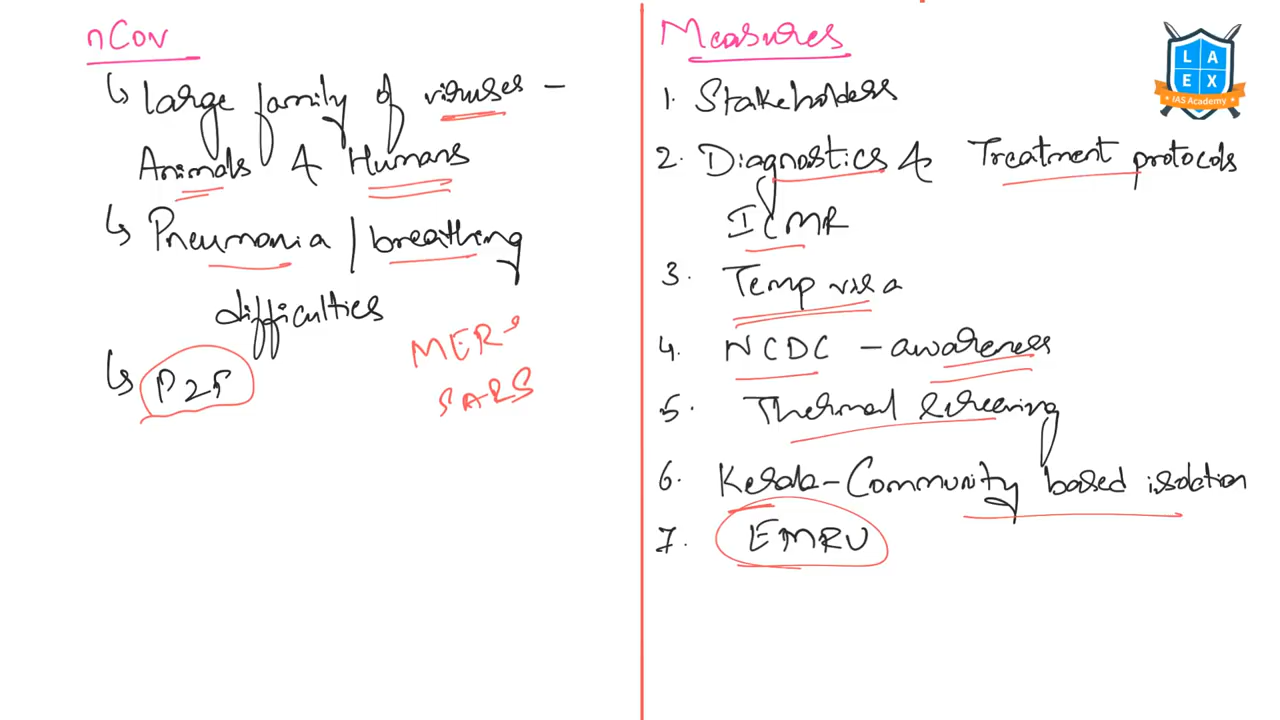 nCov
↳ Large family of viruses –
Animals & Humans
↳ Pneumonia / breathing
difficulties
↳ P2P
MERS
SARS
Measures
1. Stakeholders
2. Diagnostics & Treatment protocols
ICMR
3. Temp visa
4. NCDC – awareness
5. Thermal Screening
6. Kerala – Community based isolation
7. EMRU
LA
EX
IAS Academy